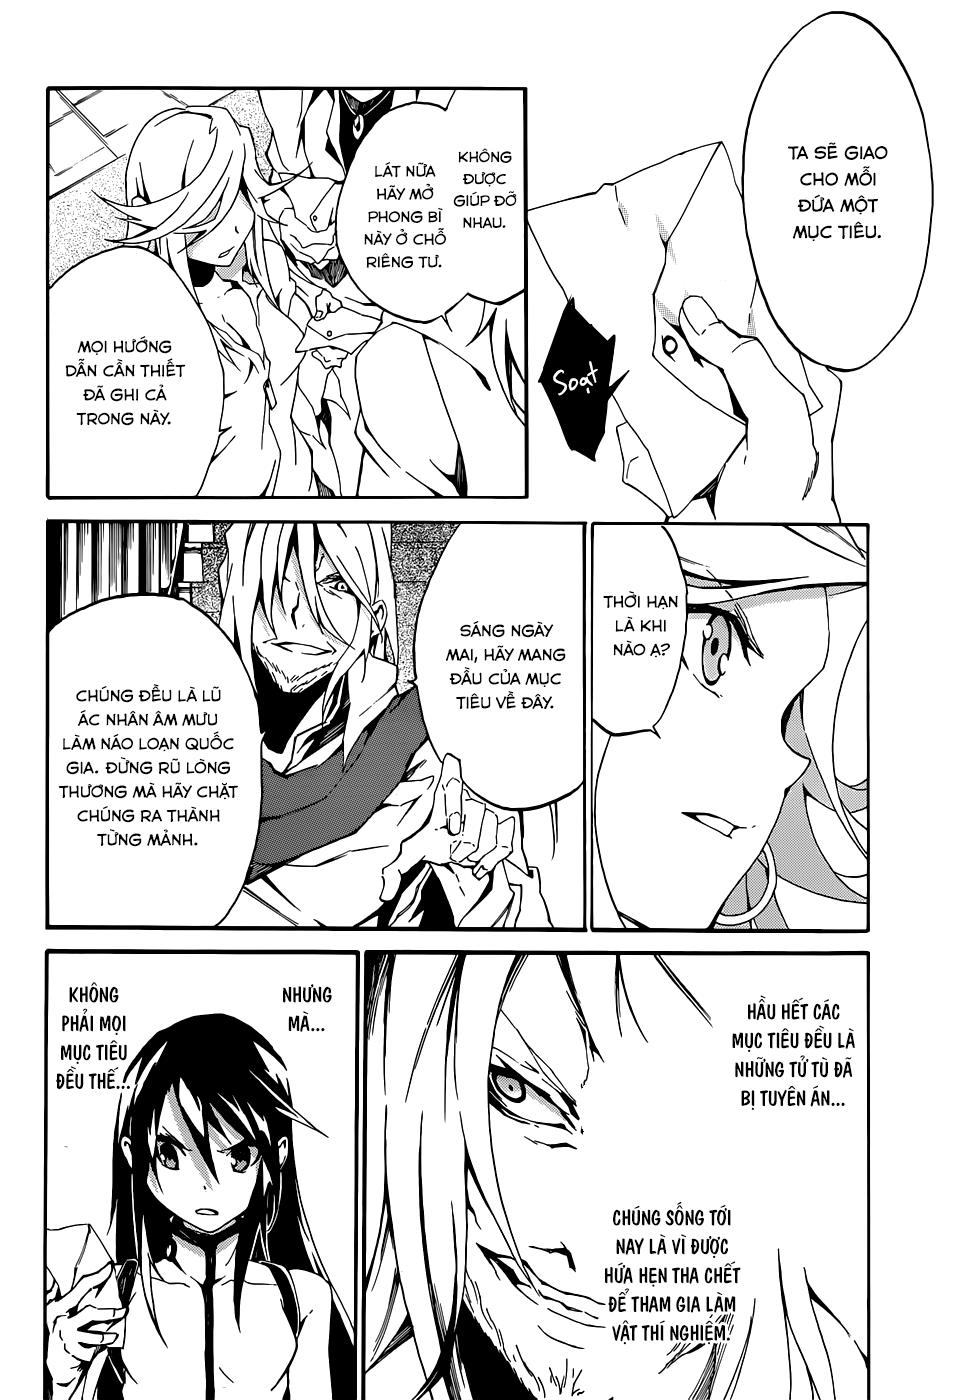 TA SẼ GIAO
CHO MỖI
ĐỨA MỘT
MỤC TIÊU.
Soạt
KHÔNG
ĐƯỢC
GIÚP ĐỠ
NHAU.
LÁT NỮA
HÃY MỞ
PHONG BÌ
NÀY Ở CHỖ
RIÊNG TƯ.
MỌI HƯỚNG
DẪN CẦN THIẾT
ĐÃ GHI CẢ
TRONG NÀY.
THỜI HẠN
LÀ KHI
NÀO Ạ?
SÁNG NGÀY
MAI, HÃY MANG
ĐẦU CỦA MỤC
TIÊU VỀ ĐÂY.
CHÚNG ĐỀU LÀ LŨ
ÁC NHÂN ÂM MƯU
LÀM NÁO LOẠN QUỐC
GIA. ĐỪNG RŨ LÒNG
THƯƠNG MÀ HÃY CHẶT
CHÚNG RA THÀNH
TỪNG MẢNH.
HẦU HẾT CÁC
MỤC TIÊU ĐỀU LÀ
NHỮNG TỬ TÙ ĐÃ
BỊ TUYÊN ÁN...
CHÚNG SỐNG TỚI
NAY LÀ VÌ ĐƯỢC
HỨA HẸN THA CHẾT
ĐỂ THAM GIA LÀM
VẬT THÍ NGHIỆM.
NHƯNG
MÀ...
KHÔNG
PHẢI MỌI
MỤC TIÊU
ĐỀU THẾ...